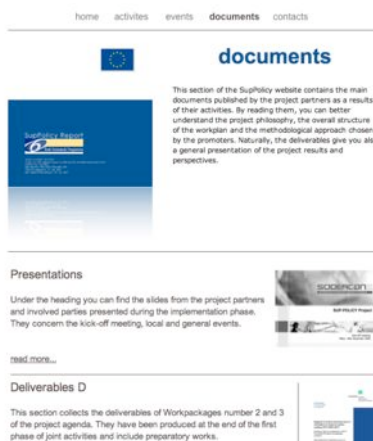 home activites events documents contacts
documents
This section of the SupPolicy website contains the main
documents published by the project partners as a results
of their activities. By reading them, you can better
understand the project philosophy, the overall structure
of the workplan and the methodological approach chosen
by the promoters. Naturally, the deliverables give you als
a general presentation of the project results and
perspectives.
SupPolicy Report
6
Presentations
Under the heading you can find the slides from the project partners
and involved parties presented during the implementation phase.
They concern the kick-off meeting, local and general events.
SODERCAN
SUP-POLICY Project
read more...
Deliverables D
This section collects the deliverables of Workpackages number 2 and 3
of the project agenda. They have been produced at the end of the first
phase of joint activities and include preparatory works.